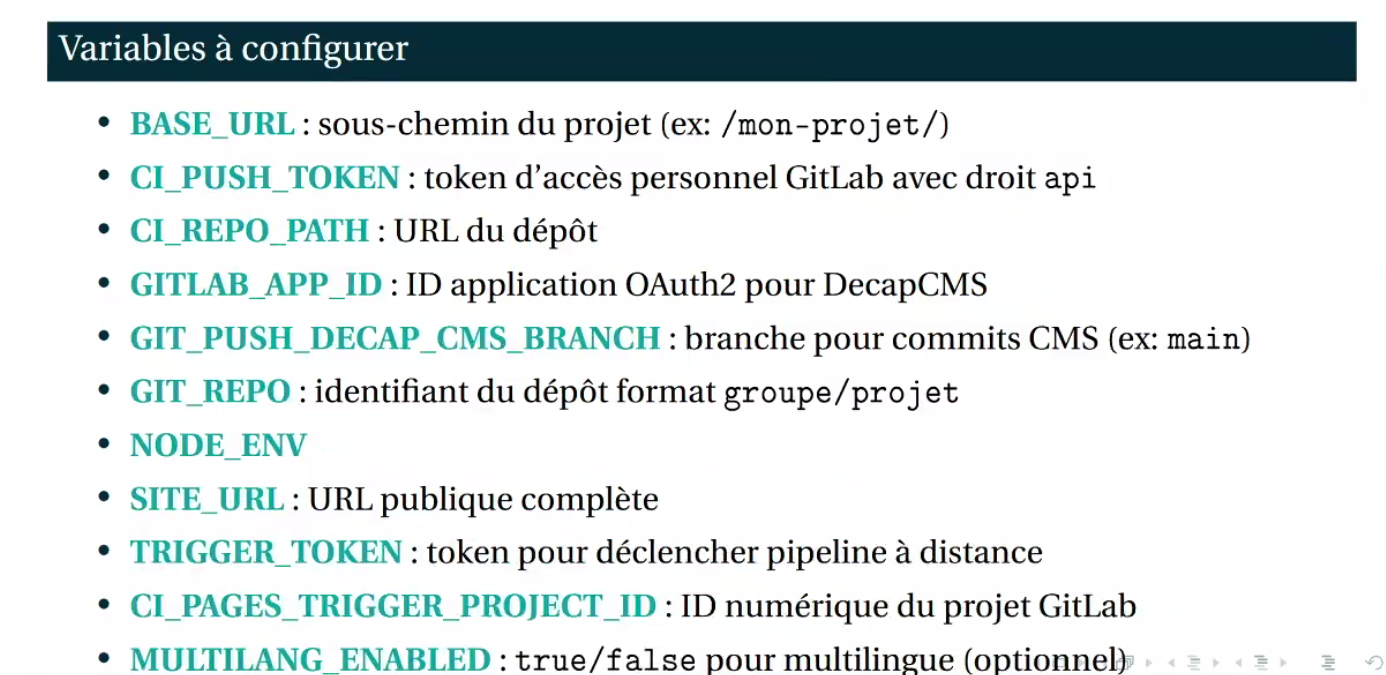 Variables à configurer
• BASE_URL : sous-chemin du projet (ex: /mon-projet/)
• CI_PUSH_TOKEN : token d’accès personnel GitLab avec droit api
• CI_REPO_PATH : URL du dépôt
• GITLAB_APP_ID : ID application OAuth2 pour DecapCMS
• GIT_PUSH_DECAP_CMS_BRANCH : branche pour commits CMS (ex: main)
• GIT_REPO : identifiant du dépôt format groupe/projet
• NODE_ENV
• SITE_URL : URL publique complète
• TRIGGER_TOKEN : token pour déclencher pipeline à distance
• CI_PAGES_TRIGGER_PROJECT_ID : ID numérique du projet GitLab
• MULTILANG_ENABLED : true/false pour multilingue (optionnel)